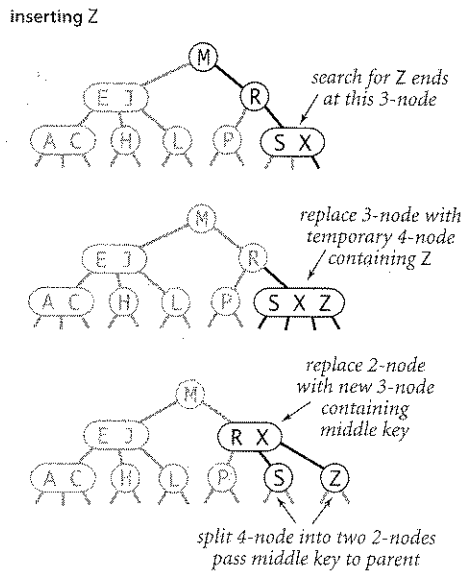 inserting Z
M
E J R
search for Z ends
at this 3-node
A C H L P S X
M
replace 3-node with
temporary 4-node
containing Z
E J R
A C H L P S X Z
replace 2-node
with new 3-node
containing
middle key
M
E J R X
A C H L P S Z
split 4-node into two 2-nodes
pass middle key to parent